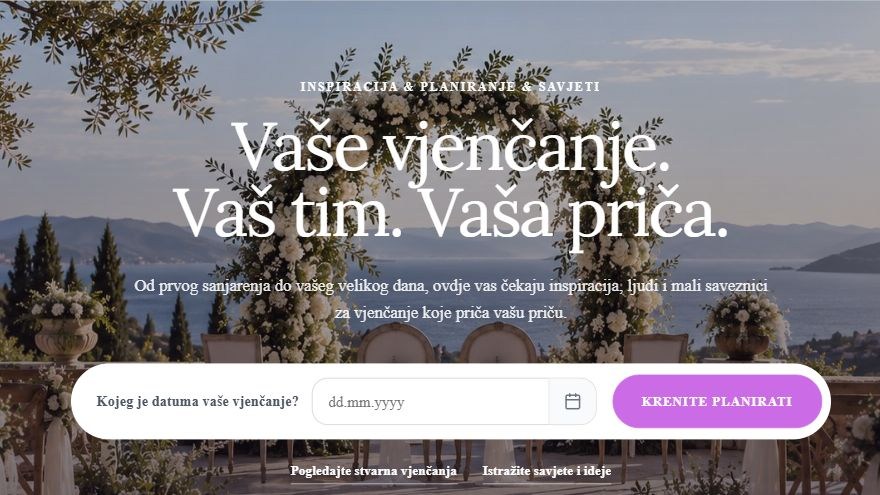 INSPIRACIJA & PLANIRANJE & SAVJETI
Vaše vjenčanje.
Vaš tim. Vaša priča.
Od prvog sanjarenja do vašeg velikog dana, ovdje vas čekaju inspiracija, ljudi i mali saveznici
za vjenčanje koje priča vašu priču.
Kojeg je datuma vaše vjenčanje?
dd.mm.yyyy
KRENITE PLANIRATI
Pogledajte stvarna vjenčanja
Istražite savjete i ideje